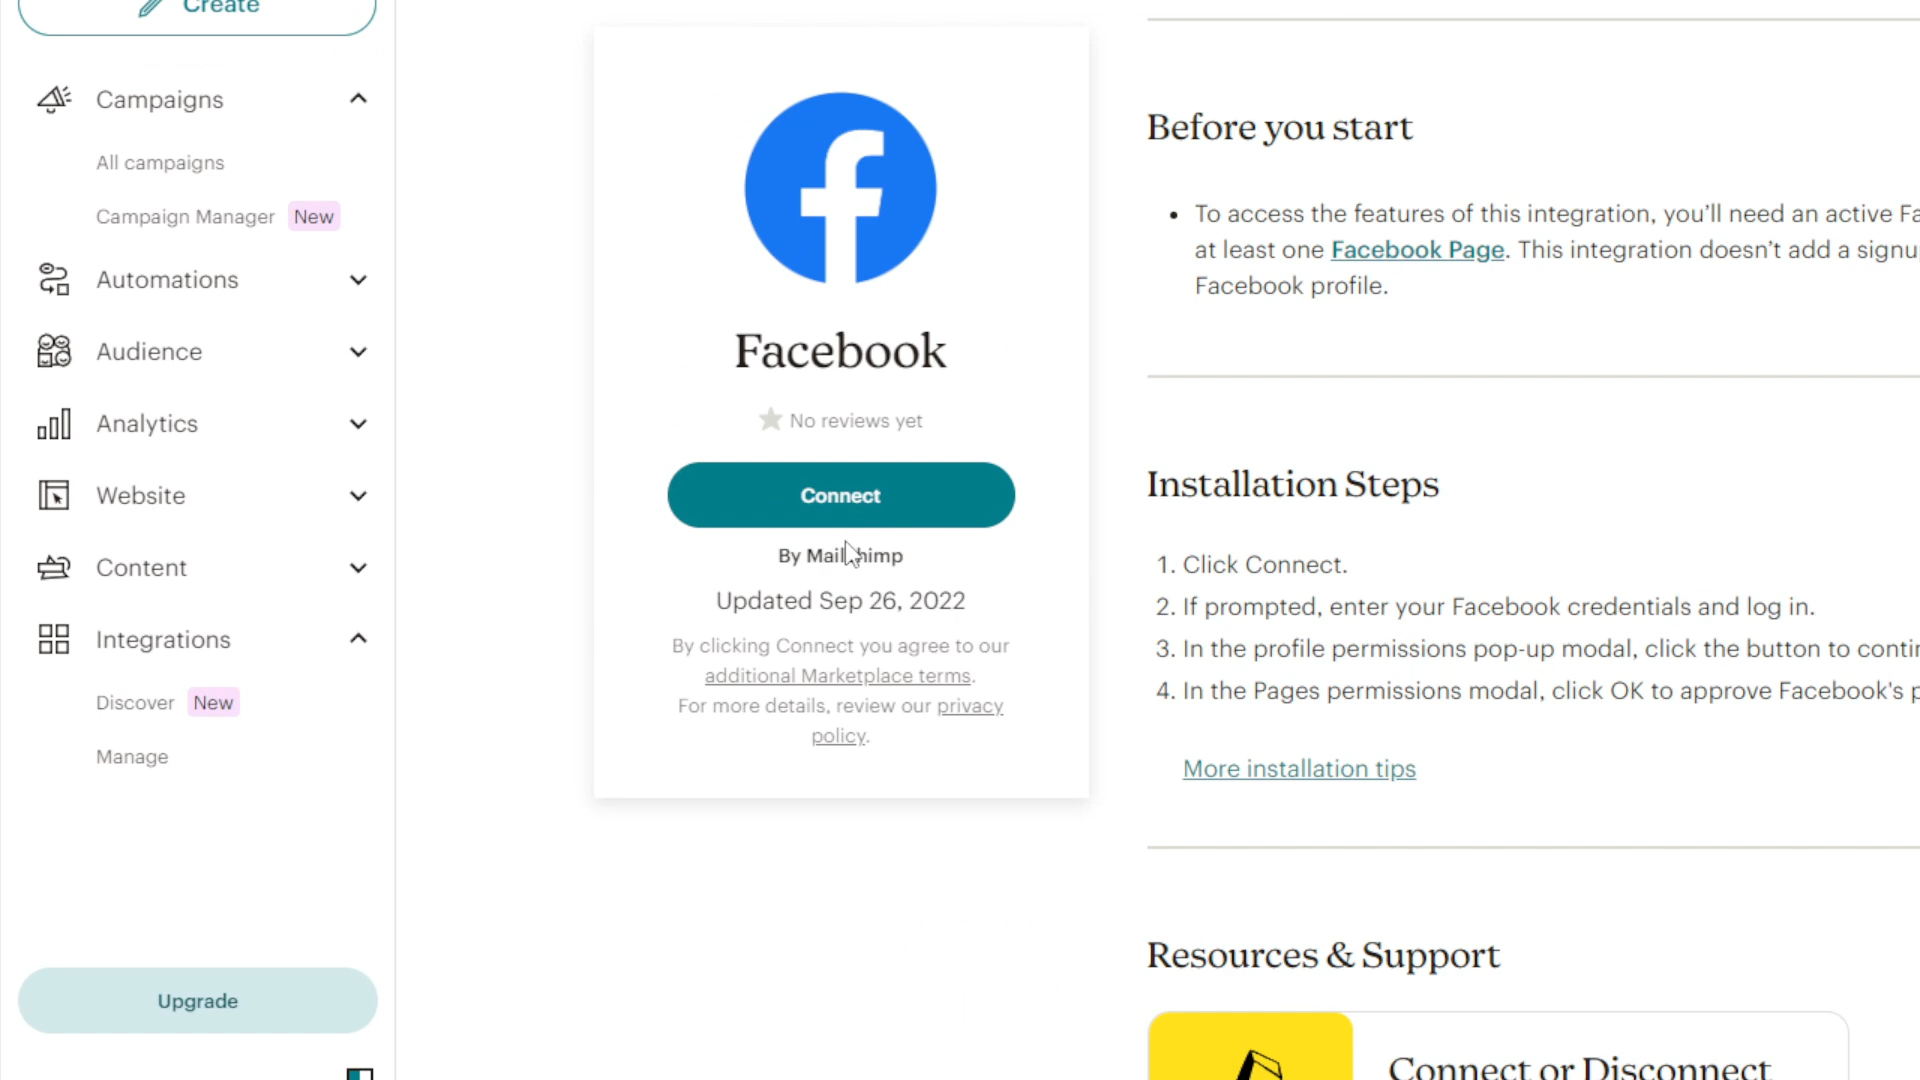 Create
Campaigns
All campaigns
Campaign Manager New
Automations
Audience
Analytics
Website
Content
Integrations
Discover New
Manage
Upgrade
Facebook
No reviews yet
Connect
By Mailchimp
Updated Sep 26, 2022
By clicking Connect you agree to our
additional Marketplace terms.
For more details, review our privacy
policy.
Before you start
• To access the features of this integration, you’ll need an active Fa
at least one Facebook Page. This integration doesn’t add a signu
Facebook profile.
Installation Steps
1. Click Connect.
2. If prompted, enter your Facebook credentials and log in.
3. In the profile permissions pop-up modal, click the button to contin
4. In the Pages permissions modal, click OK to approve Facebook's p
More installation tips
Resources & Support
Connect or Disconnect